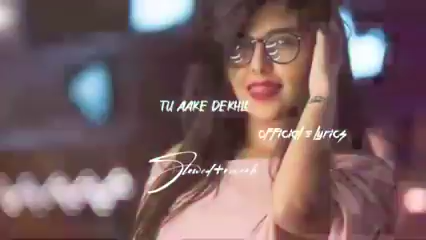 TU AAKE DEKHLE
OFFICIAL = LYRICS
Slowed+reverb